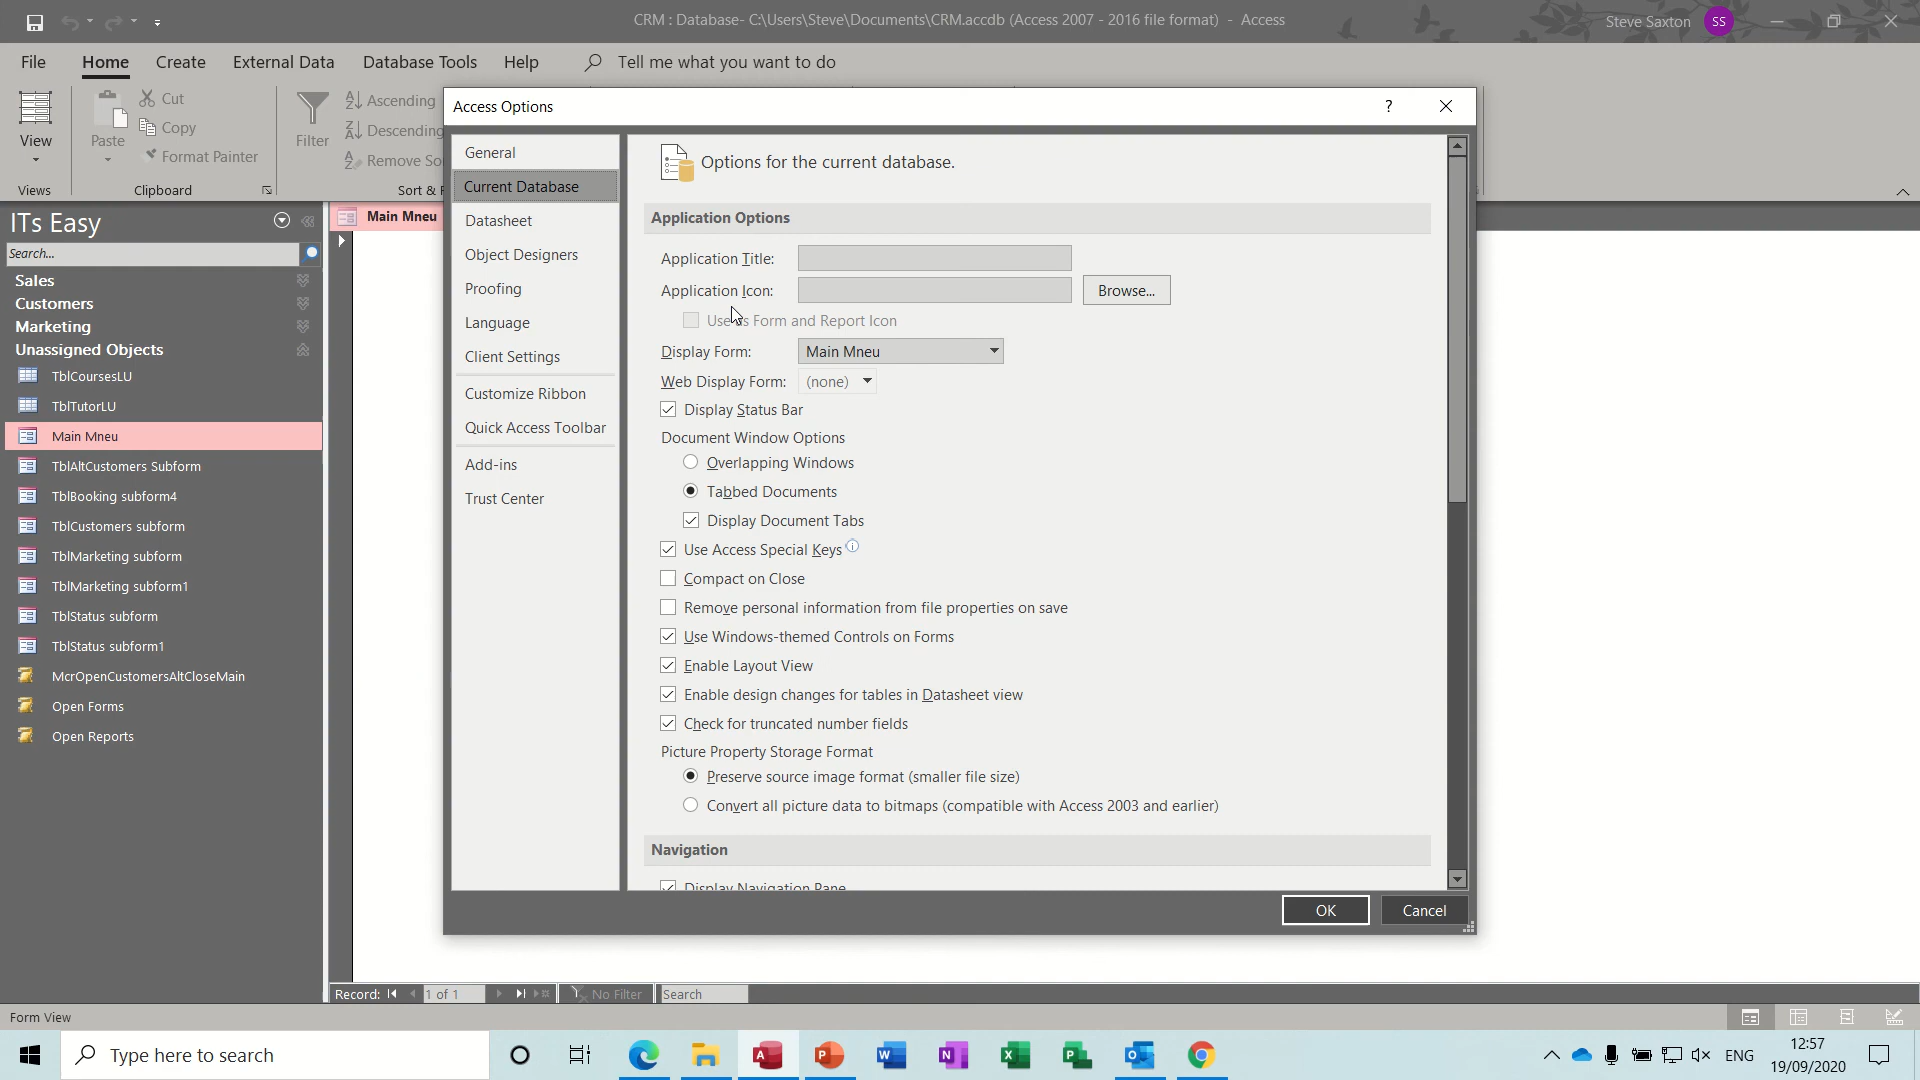 CRM : Database- C:\Users\Steve\Documents\CRM.accdb (Access 2007 - 2016 file format) - Access
Steve Saxton
SS
File
Home
Create
External Data
Database Tools
Help
Tell me what you want to do
View
Views
Paste
Cut
Copy
Format Painter
Clipboard
Filter
Ascending
Descending
Remove So
Sort & F
ITs Easy
Search...
Sales
Customers
Marketing
Unassigned Objects
TblCoursesLU
TblTutorLU
Main Mneu
TblAltCustomers Subform
TblBooking subform4
TblCustomers subform
TblMarketing subform
TblMarketing subform1
TblStatus subform
TblStatus subform1
McrOpenCustomersAltCloseMain
Open Forms
Open Reports
Main Mneu
Access Options
?
General
Current Database
Datasheet
Object Designers
Proofing
Language
Client Settings
Customize Ribbon
Quick Access Toolbar
Add-ins
Trust Center
Options for the current database.
Application Options
Application Title:
Application Icon:
Browse...
Use as Form and Report Icon
Display Form:
Main Mneu
Web Display Form:
(none)
Display Status Bar
Document Window Options
Overlapping Windows
Tabbed Documents
Display Document Tabs
Use Access Special Keys
Compact on Close
Remove personal information from file properties on save
Use Windows-themed Controls on Forms
Enable Layout View
Enable design changes for tables in Datasheet view
Check for truncated number fields
Picture Property Storage Format
Preserve source image format (smaller file size)
Convert all picture data to bitmaps (compatible with Access 2003 and earlier)
Navigation
Display Navigation Pane
OK
Cancel
Record:
1 of 1
No Filter
Search
Form View
Type here to search
ENG
12:57
19/09/2020